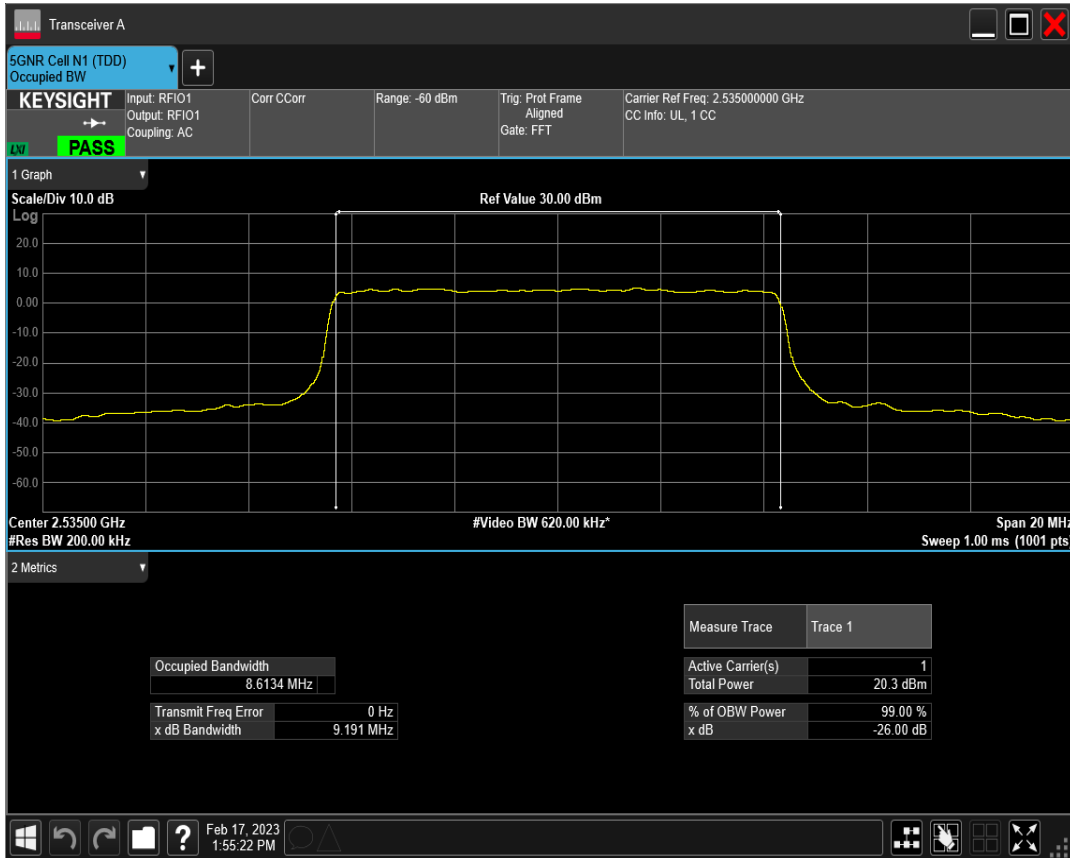 Transceiver A
5GNR Cell N1 (TDD)
Occupied BW
+
KEYSIGHT
LXI
PASS
Input: RFIO1
Output: RFIO1
Coupling: AC
Corr CCorr
Range: -60 dBm
Trig: Prot Frame
Aligned
Gate: FFT
Carrier Ref Freq: 2.535000000 GHz
CC Info: UL, 1 CC
1 Graph
Scale/Div 10.0 dB
Ref Value 30.00 dBm
Log
20.0
10.0
0.00
-10.0
-20.0
-30.0
-40.0
-50.0
-60.0
Center 2.53500 GHz
#Video BW 620.00 kHz*
Span 20 MHz
#Res BW 200.00 kHz
Sweep 1.00 ms (1001 pts)
2 Metrics
Measure Trace Trace 1
Occupied Bandwidth
8.6134 MHz
Active Carrier(s) 1
Total Power 20.3 dBm
Transmit Freq Error 0 Hz
x dB Bandwidth 9.191 MHz
% of OBW Power 99.00 %
x dB -26.00 dB
?
Feb 17, 2023
1:55:22 PM